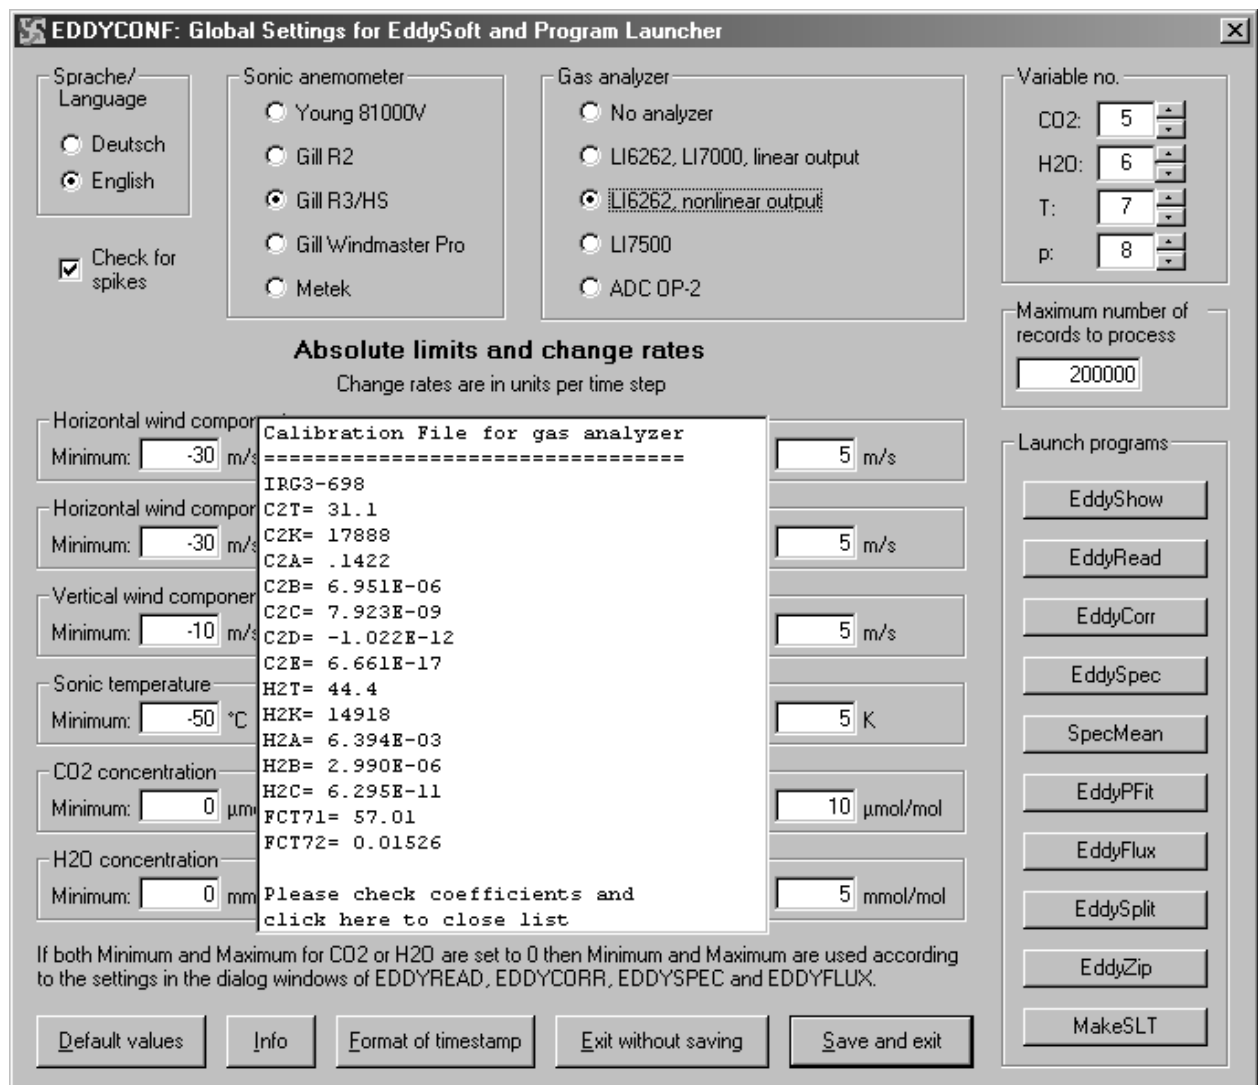 EDDYCONF: Global Settings for EddySoft and Program Launcher
Sprache/
Language
Deutsch
English
Check for
spikes
Sonic anemometer
Young 81000V
Gill R2
Gill R3/HS
Gill Windmaster Pro
Metek
Gas analyzer
No analyzer
LI6262, LI7000, linear output
LI6262, nonlinear output
LI7500
ADC OP-2
Variable no.
CO2: 5
H2O: 6
T: 7
p: 8
Maximum number of
records to process
200000
Absolute limits and change rates
Change rates are in units per time step
Horizontal wind
Minimum: -30
5 m/s
Horizontal wind
Minimum: -30
5 m/s
Vertical wind
Minimum: -10
5 m/s
Sonic temperature
Minimum: -50 °C
5 K
CO2 concentration
Minimum: 0
10 µmol/mol
H2O concentration
Minimum: 0
5 mmol/mol
Calibration File for gas analyzer
=================================
IRG3-698
C2T= 31.1
C2K= 17888
C2A= .1422
C2B= 6.951E-06
C2C= 7.923E-09
C2D= -1.022E-12
C2E= 6.661E-17
H2T= 44.4
H2K= 14918
H2A= 6.394E-03
H2B= 2.990E-06
H2C= 6.295E-11
FCT71= 57.01
FCT72= 0.01526
Please check coefficients and
click here to close list
If both Minimum and Maximum for CO2 or H2O are set to 0 then Minimum and Maximum are used according
to the settings in the dialog windows of EDDYREAD, EDDYCORR, EDDYSPEC and EDDYFLUX.
Default values
Info
Format of timestamp
Exit without saving
Save and exit
Launch programs
EddyShow
EddyRead
EddyCorr
EddySpec
SpecMean
EddyPFit
EddyFlux
EddySplit
EddyZip
MakeSLT